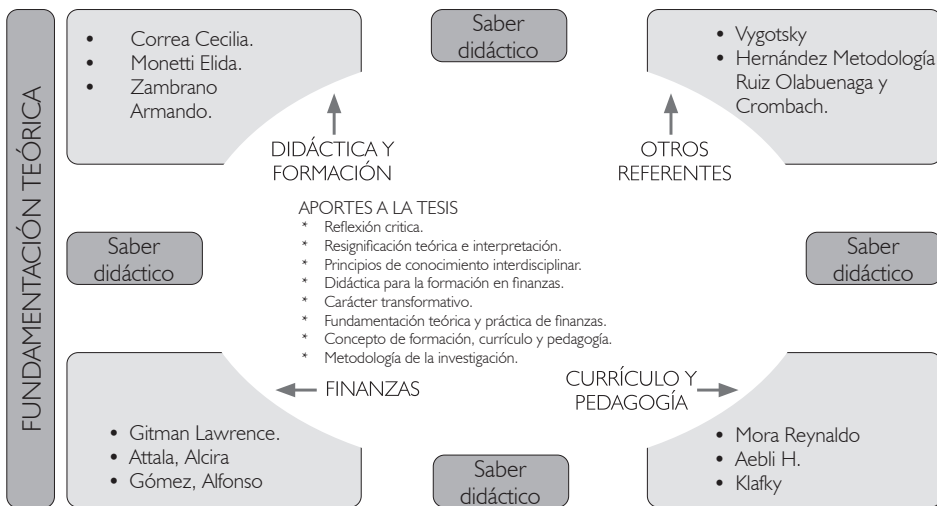 FUNDAMENTACIÓN TEÓRICA
• Correa Cecilia.
• Monetti Elida.
• Zambrano
Armando.
Saber
didáctico
• Vygotsky
• Hernández Metodología
Ruiz Olabuenaga y
Crombach.
DIDÁCTICA Y
FORMACIÓN
OTROS
REFERENTES
APORTES A LA TESIS
* Reflexión critica.
* Resignificación teórica e interpretación.
* Principios de conocimiento interdisciplinar.
* Didáctica para la formación en finanzas.
* Carácter transformativo.
* Fundamentación teórica y práctica de finanzas.
* Concepto de formación, currículo y pedagogía.
* Metodología de la investigación.
Saber
didáctico
Saber
didáctico
FINANZAS
CURRÍCULO Y
PEDAGOGÍA
• Gitman Lawrence.
• Attala, Alcira
• Gómez, Alfonso
Saber
didáctico
• Mora Reynaldo
• Aebli H.
• Klafky